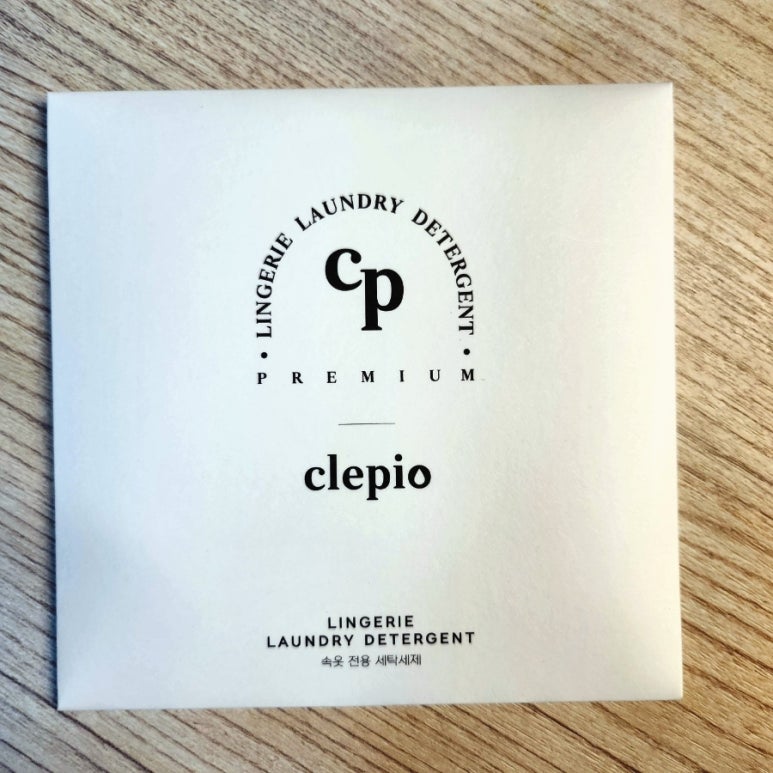 • LINGERIE LAUNDRY DETERGENT •
cp
PREMIUM
clepio
LINGERIE
LAUNDRY DETERGENT
속옷 전용 세탁세제